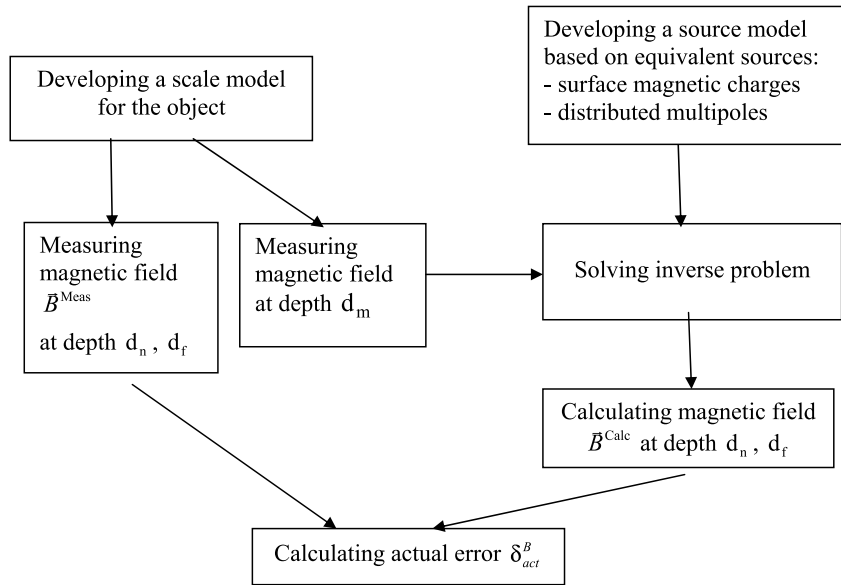 Developing a scale model
for the object
Developing a source model
based on equivalent sources:
- surface magnetic charges
- distributed multipoles
Measuring
magnetic field
B⃗^Meas
at depth d_n , d_f
Measuring
magnetic field
at depth d_m
Solving inverse problem
Calculating magnetic field
B⃗^Calc at depth d_n , d_f
Calculating actual error δ^B_act